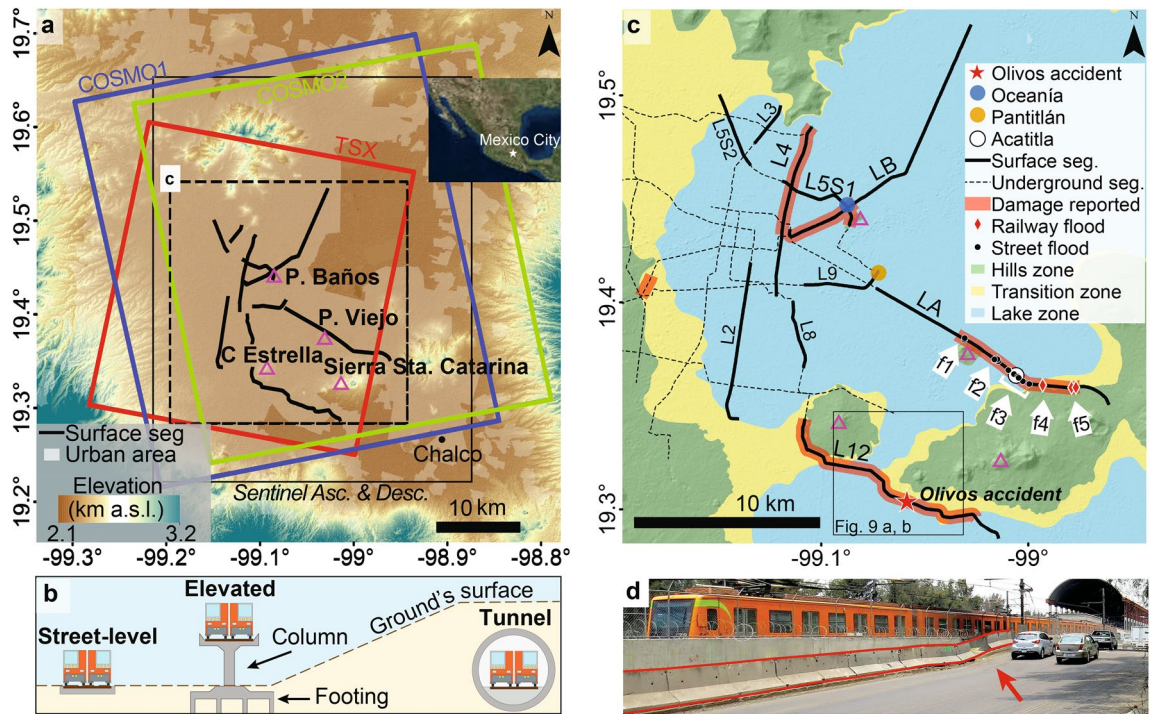 a
N
COSMO1
COSMO2
TSX
Mexico City
c
P. Baños
P. Viejo
C Estrella
Sierra Sta. Catarina
Surface seg
Urban area
Elevation
(km a.s.l.)
2.1
3.2
Chalco
Sentinel Asc. & Desc.
10 km
19.7°
19.6°
19.5°
19.4°
19.3°
19.2°
-99.3
-99.2
-99.1°
-99°
-98.9
-98.8°
b
Elevated
Ground's surface
Street-level
Column
Tunnel
Footing
c
N
Olivos accident
Oceanía
Pantitlán
Acatitla
Surface seg.
Underground seg.
Damage reported
Railway flood
Street flood
Hills zone
Transition zone
Lake zone
L5S2
L3
L4
L5S1
LB
L9
LA
L2
L8
f1
f2
f3
f4
f5
L12
Olivos accident
10 km
Fig. 9 a, b
19.5°
19.4°
19.3°
-99.1°
-99°
d